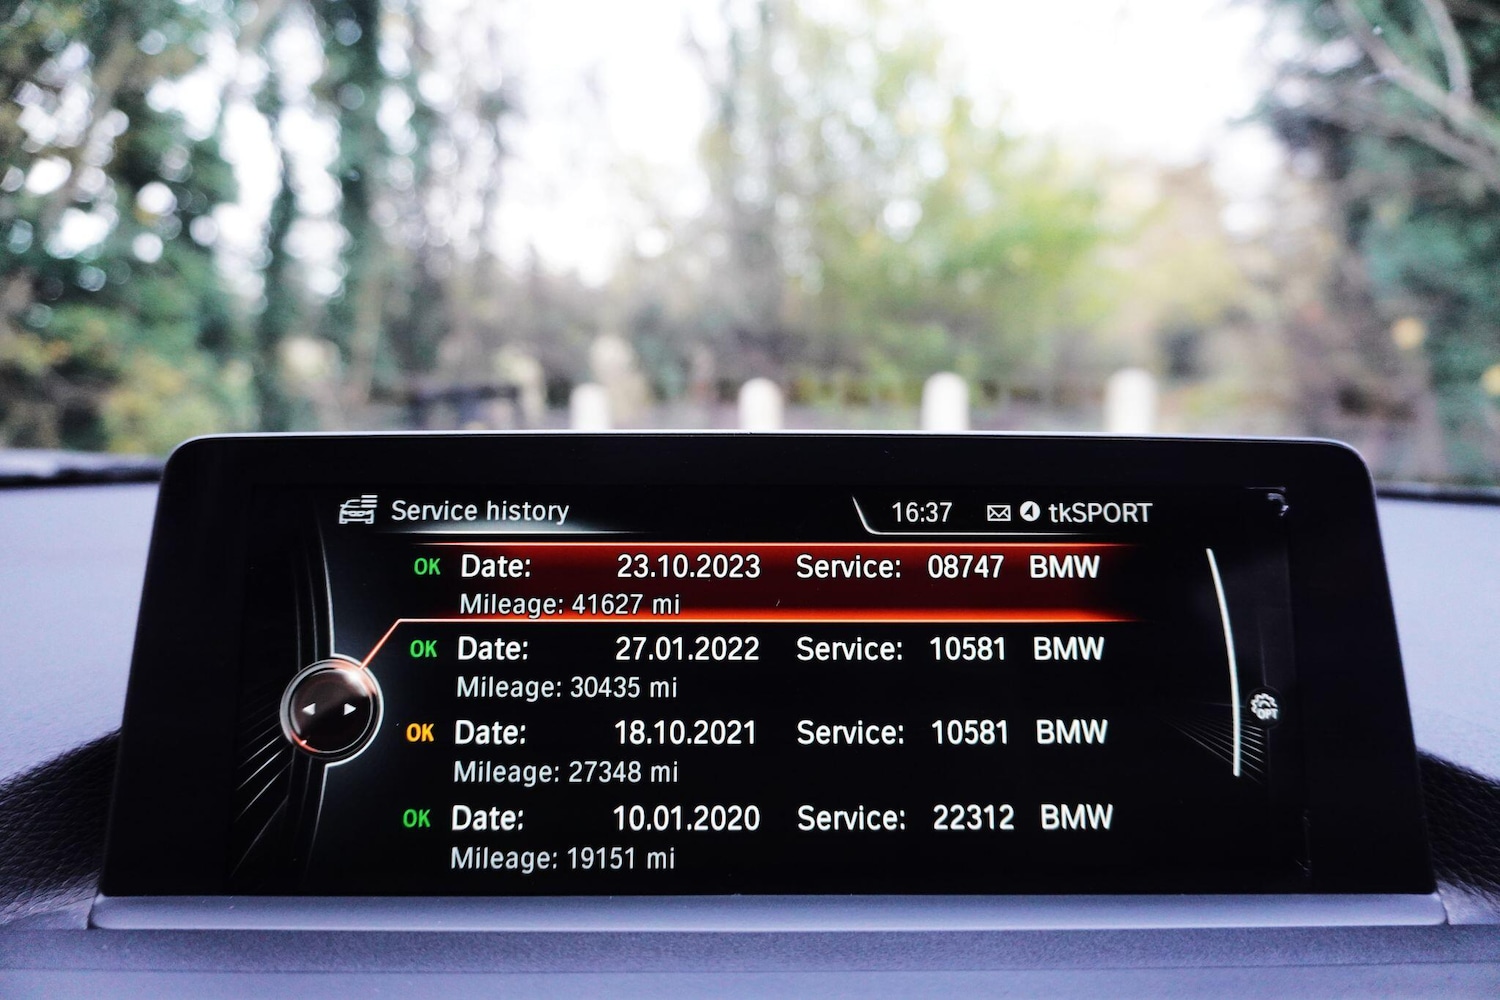 Service history 16:37 tkSPORT
OK Date: 23.10.2023 Service: 08747 BMW
Mileage: 41627 mi
OK Date: 27.01.2022 Service: 10581 BMW
Mileage: 30435 mi
OK Date: 18.10.2021 Service: 10581 BMW
Mileage: 27348 mi
OPT
OK Date: 10.01.2020 Service: 22312 BMW
Mileage: 19151 mi